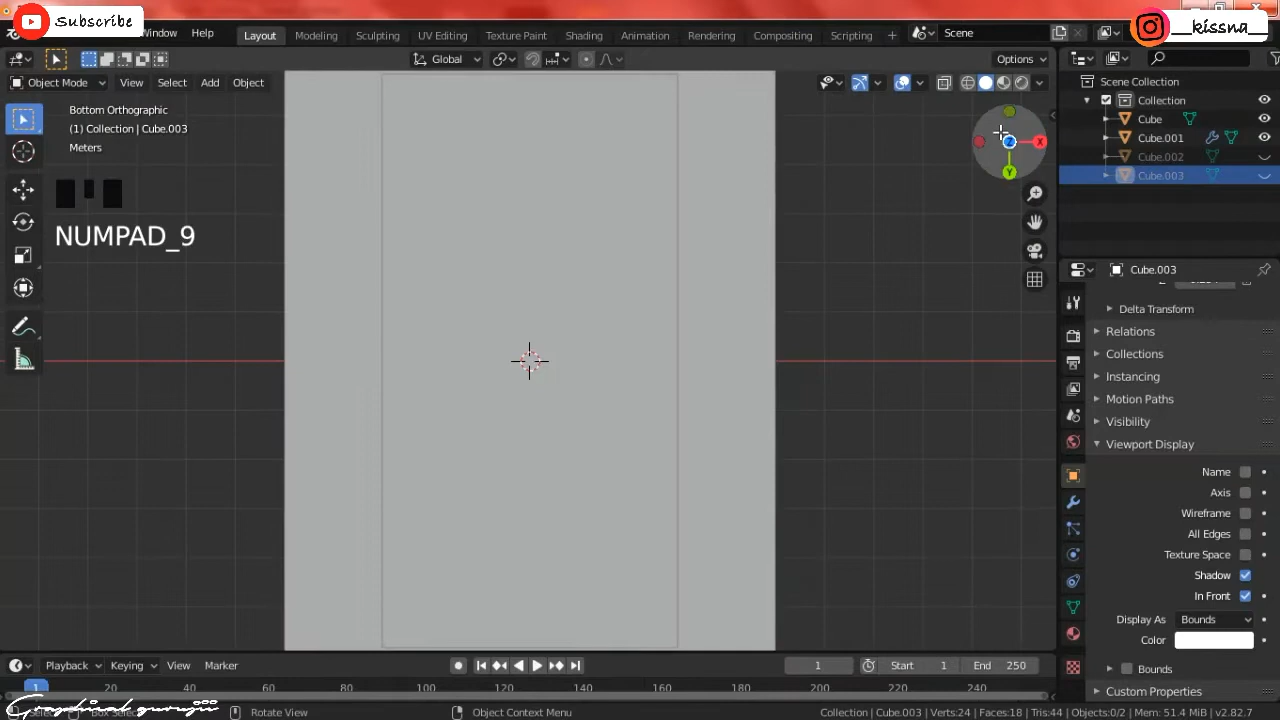 Subscribe
Window
Help
Layout
Modeling
Sculpting
UV Editing
Texture Paint
Shading
Animation
Rendering
Compositing
Scripting
Scene
__kissna__
Global
Options
Object Mode
View
Select
Add
Object
Bottom Orthographic
(1) Collection | Cube.003
Meters
NUMPAD_9
X
Z
Y
Scene Collection
Collection
Cube
Cube.001
Cube.002
Cube.003
Cube.003
Delta Transform
Relations
Collections
Instancing
Motion Paths
Visibility
Viewport Display
Name
Axis
Wireframe
All Edges
Texture Space
Shadow
In Front
Display As
Bounds
Color
Bounds
Custom Properties
Playback
Keying
View
Marker
1
Start 1
End 250
1 20 40 60 80 100 120 140 160 180 200 220 240
Graphical gurujii
Box Select
Rotate View
Object Context Menu
Collection | Cube.003 | Verts:24 | Faces:18 | Tris:44 | Objects:0/2 | Mem: 51.4 MiB | v2.82.7